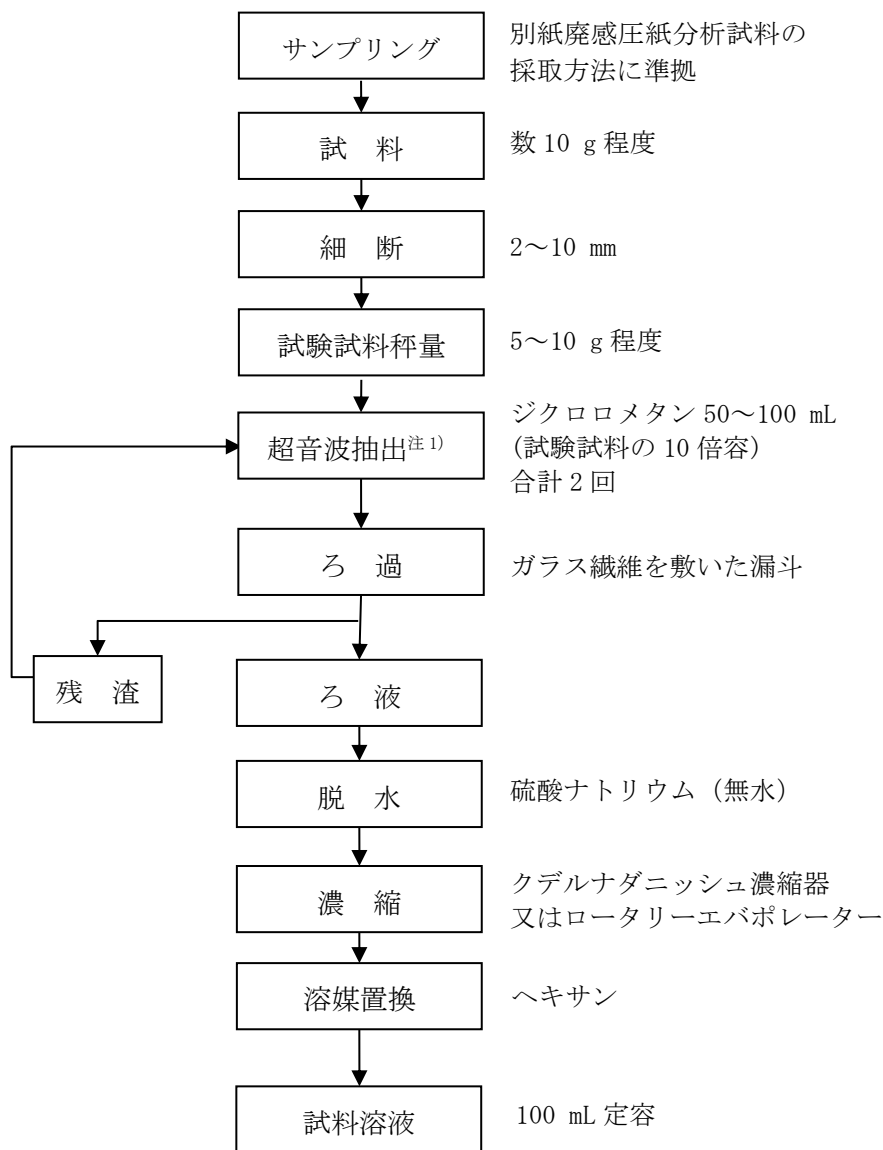 サンプリング
別紙廃感圧紙分析試料の
採取方法に準拠
試　料
数 10 g 程度
細　断
2～10 mm
試験試料秤量
5～10 g 程度
超音波抽出注 1)
ジクロロメタン 50～100 mL
(試験試料の 10 倍容)
合計 2 回
ろ　過
ガラス繊維を敷いた漏斗
残　渣
ろ　液
脱　水
硫酸ナトリウム (無水)
濃　縮
クデルナダニッシュ濃縮器
又はロータリーエバポレーター
溶媒置換
ヘキサン
試料溶液
100 mL 定容